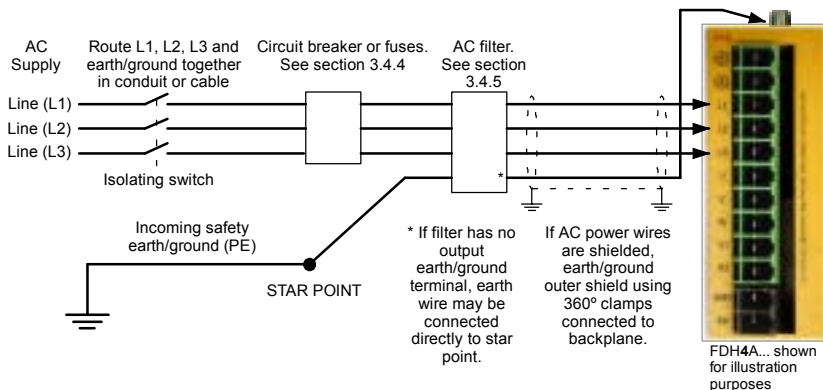 AC
Supply
Route L1, L2, L3 and
earth/ground together
in conduit or cable
Circuit breaker or fuses.
See section 3.4.4
AC filter.
See section
3.4.5
Line (L1)
Line (L2)
Line (L3)
Isolating switch
*
L1
L2
Incoming safety
earth/ground (PE)
STAR POINT
* If filter has no
output
earth/ground
terminal, earth
wire may be
connected
directly to star
point.
If AC power wires
are shielded,
earth/ground
outer shield using
360º clamps
connected to
backplane.
FDH4A... shown
for illustration
purposes